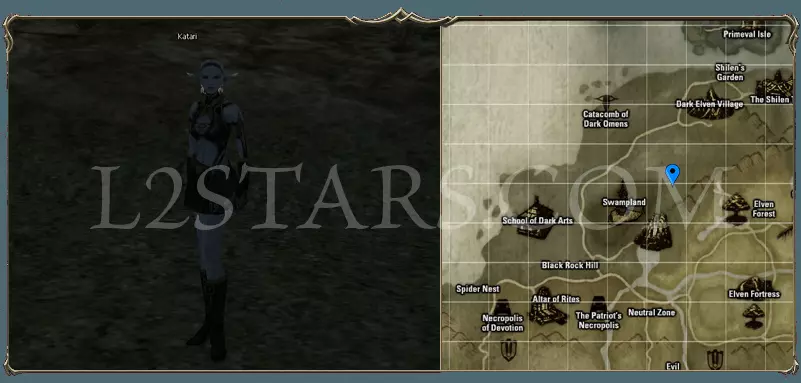 Katari
L2STARS.COM
Primeval Isle
Shilen's
Garden
The Shilen
Dark Elven Village
Catacomb of
Dark Omens
Swampland
Elven
Forest
School of Dark Arts
Black Rock Hill
Spider Nest
Altar of Rites
Elven Fortress
Necropolis
of Devotion
The Patriot's
Necropolis
Neutral Zone
Evil